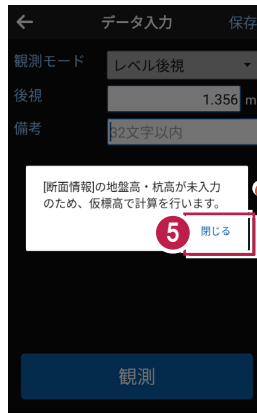 ← データ入力 保存
観測モード レベル後視
後視 1.356 m
備考 32文字以内
[断面情報]の地盤高・杭高が未入力
のため、仮標高で計算を行います。
5 閉じる
観測